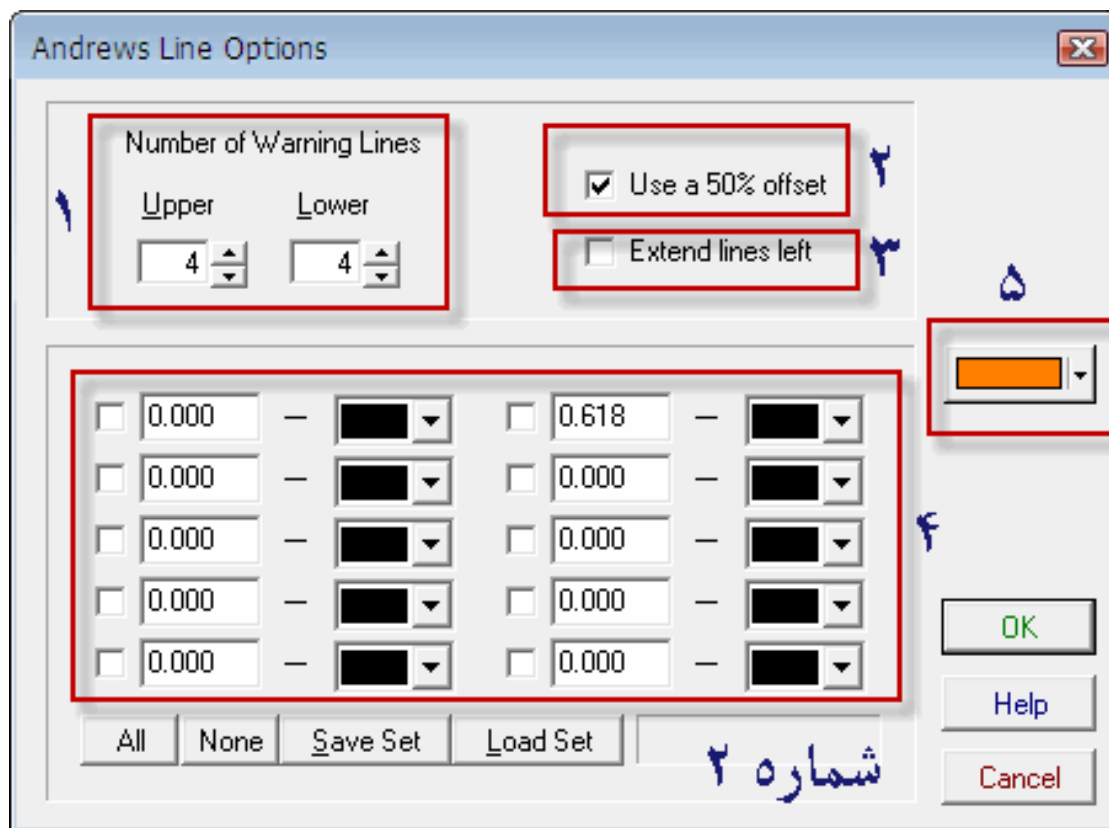 Andrews Line Options
Number of Warning Lines
Upper Lower
4 4
۱
Use a 50% offset
۲
Extend lines left
۳
۵
0.000 – 0.618 –
0.000 – 0.000 –
0.000 – 0.000 –
0.000 – 0.000 –
0.000 – 0.000 –
۴
All None Save Set Load Set
شماره ۲
OK
Help
Cancel